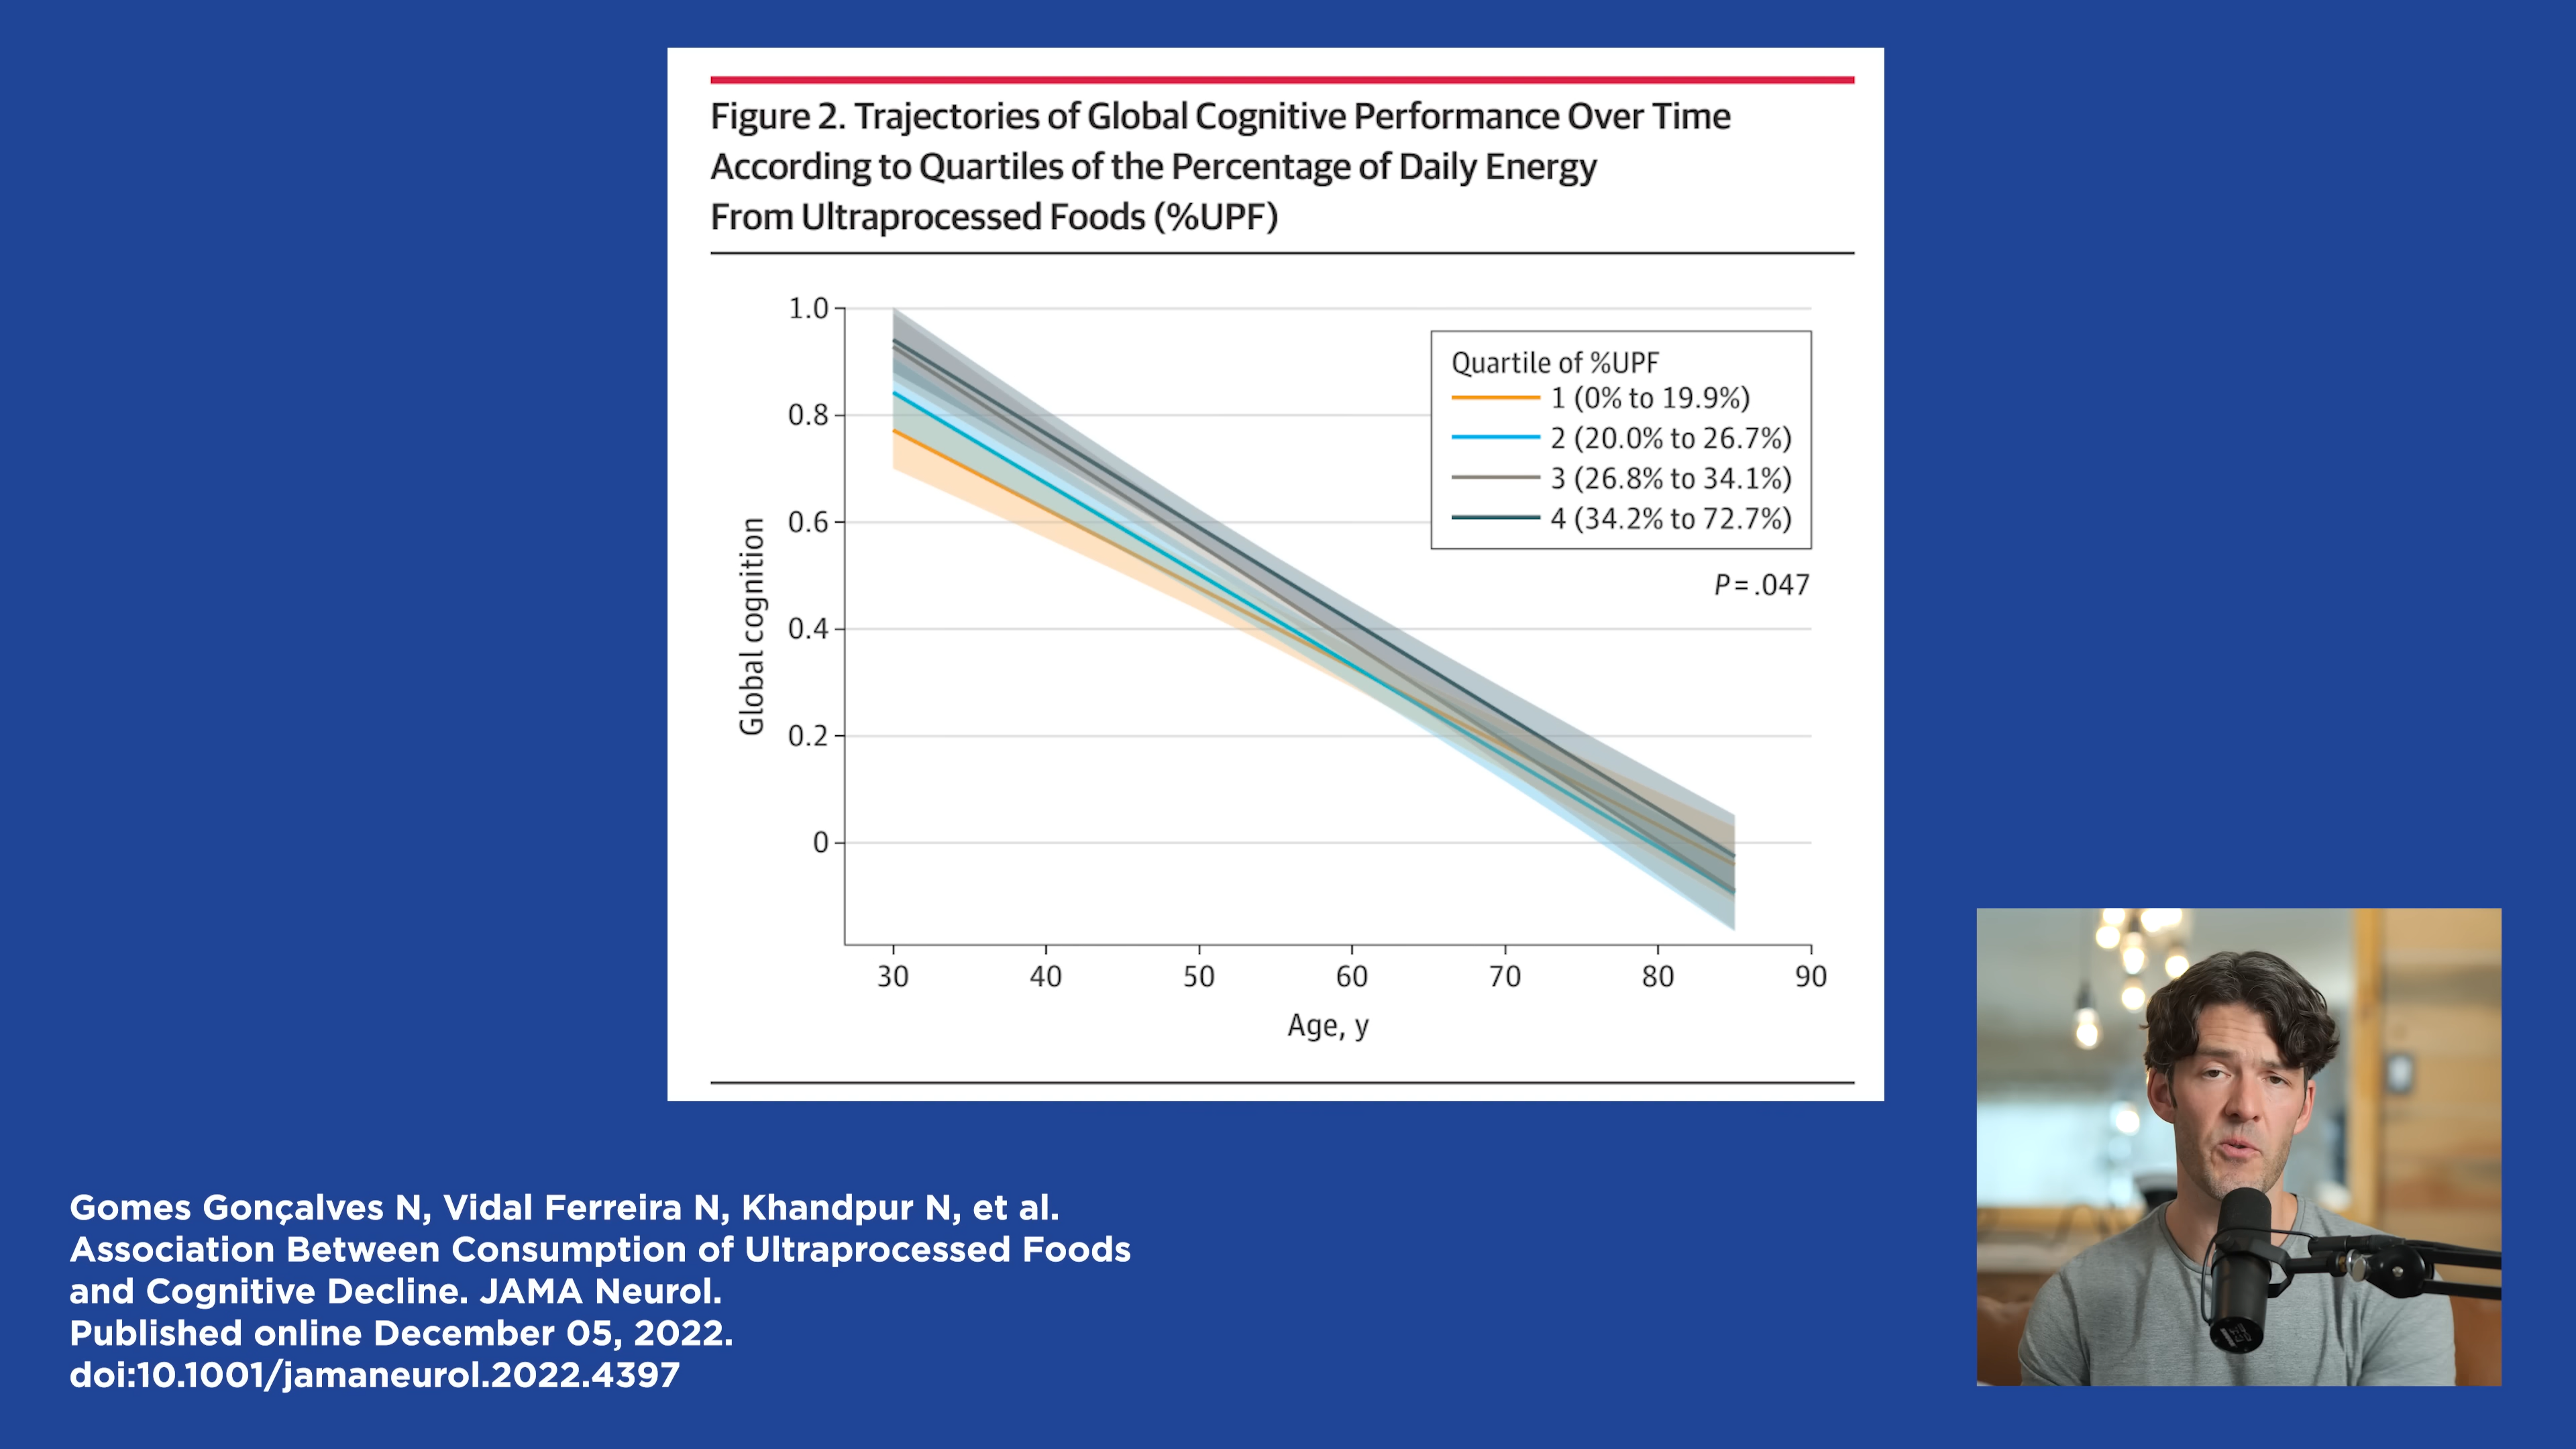 Figure 2. Trajectories of Global Cognitive Performance Over Time
According to Quartiles of the Percentage of Daily Energy
From Ultraprocessed Foods (%UPF)
1.0
0.8
0.6
0.4
0.2
0
Global cognition
Quartile of %UPF
1 (0% to 19.9%)
2 (20.0% to 26.7%)
3 (26.8% to 34.1%)
4 (34.2% to 72.7%)
P = .047
30 40 50 60 70 80 90
Age, y
Gomes Gonçalves N, Vidal Ferreira N, Khandpur N, et al.
Association Between Consumption of Ultraprocessed Foods
and Cognitive Decline. JAMA Neurol.
Published online December 05, 2022.
doi:10.1001/jamaneurol.2022.4397